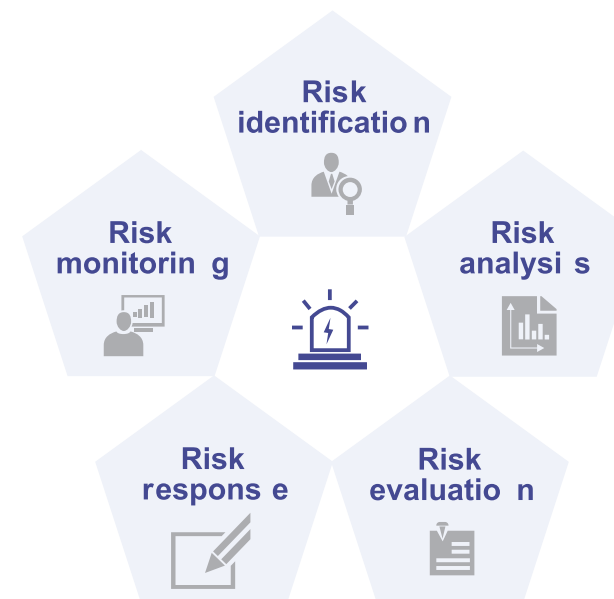 Risk
identificatio n
Risk
monitorin g
Risk
analysi s
Risk
respons e
Risk
evaluatio n